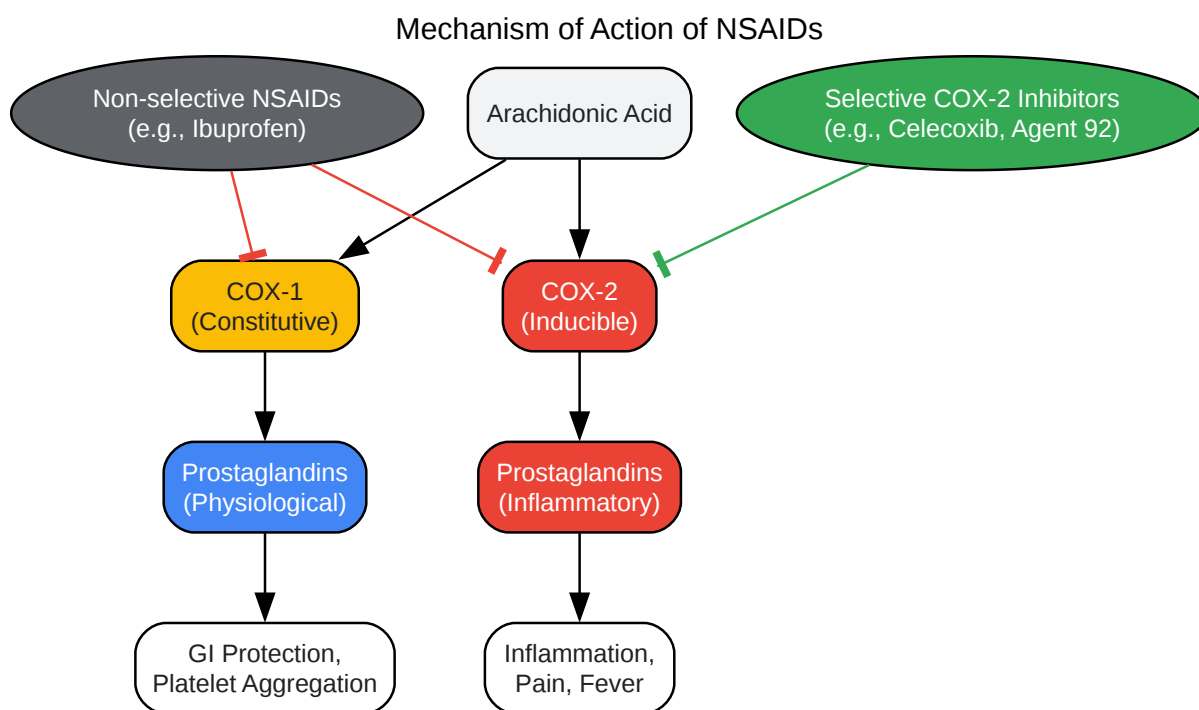 Mechanism of Action of NSAIDs
Non-selective NSAIDs
(e.g., Ibuprofen)
Arachidonic Acid
Selective COX-2 Inhibitors
(e.g., Celecoxib, Agent 92)
COX-1
(Constitutive)
COX-2
(Inducible)
Prostaglandins
(Physiological)
Prostaglandins
(Inflammatory)
GI Protection,
Platelet Aggregation
Inflammation,
Pain, Fever